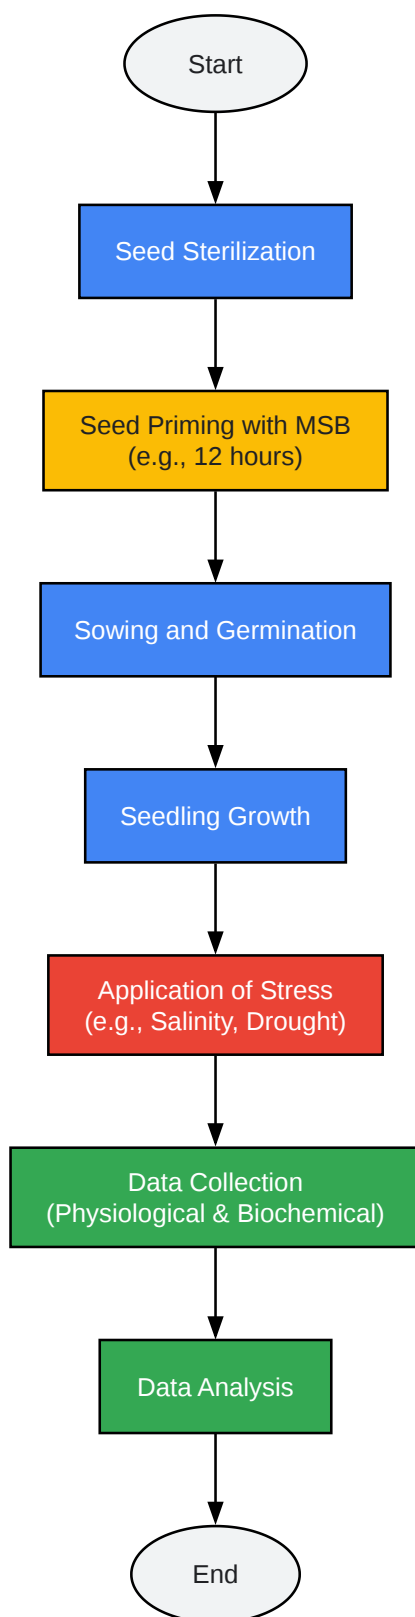 Start
Seed Sterilization
Seed Priming with MSB
(e.g., 12 hours)
Sowing and Germination
Seedling Growth
Application of Stress
(e.g., Salinity, Drought)
Data Collection
(Physiological & Biochemical)
Data Analysis
End